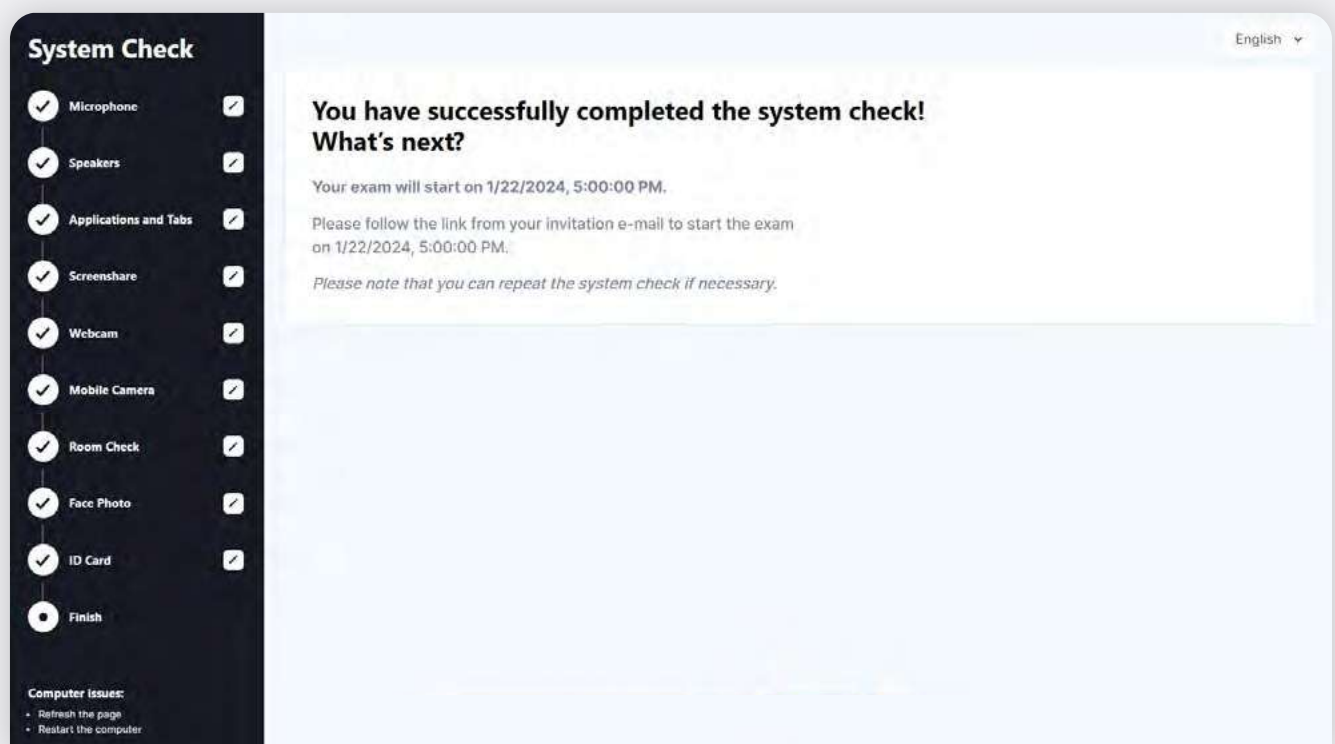 System Check
Microphone
Speakers
Applications and Tabs
Screenshare
Webcam
Mobile Camera
Room Check
Face Photo
ID Card
Finish
Computer issues:
• Refresh the page
• Restart the computer
English
You have successfully completed the system check!
What's next?
Your exam will start on 1/22/2024, 5:00:00 PM.
Please follow the link from your invitation e-mail to start the exam
on 1/22/2024, 5:00:00 PM.
Please note that you can repeat the system check if necessary.